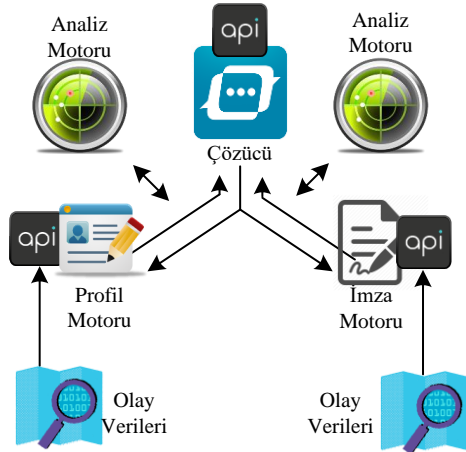 Analiz
Motoru
api
Analiz
Motoru
Çözücü
api
Profil
Motoru
api
İmza
Motoru
Olay
Verileri
Olay
Verileri